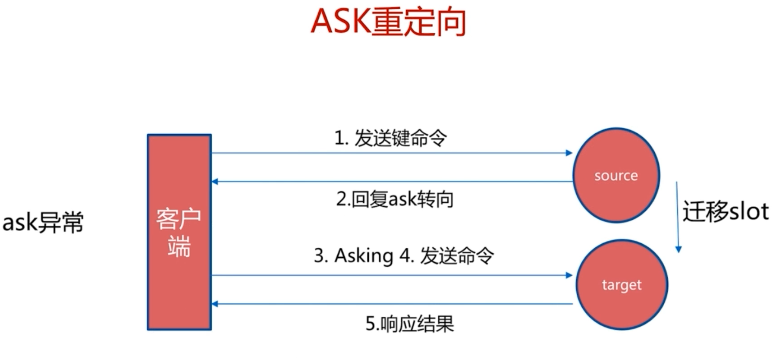 ASK重定向
1. 发送键命令
source
2.回复ask转向
ask异常
客户
端
迁移slot
3. Asking 4. 发送命令
target
5.响应结果